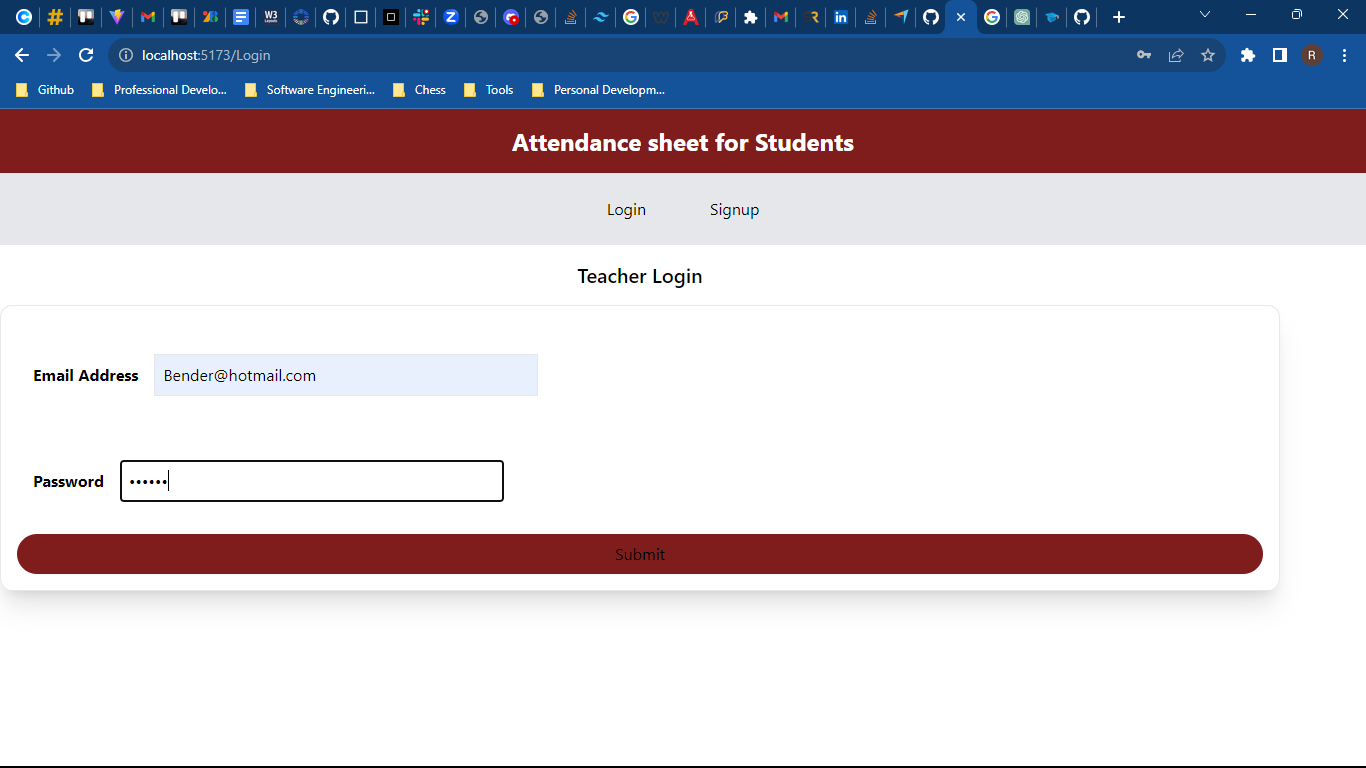 localhost:5173/Login
Github Professional Develo... Software Engineeri... Chess Tools Personal Developm...
Attendance sheet for Students
Login Signup
Teacher Login
Email Address Bender@hotmail.com
Password ••••••
Submit